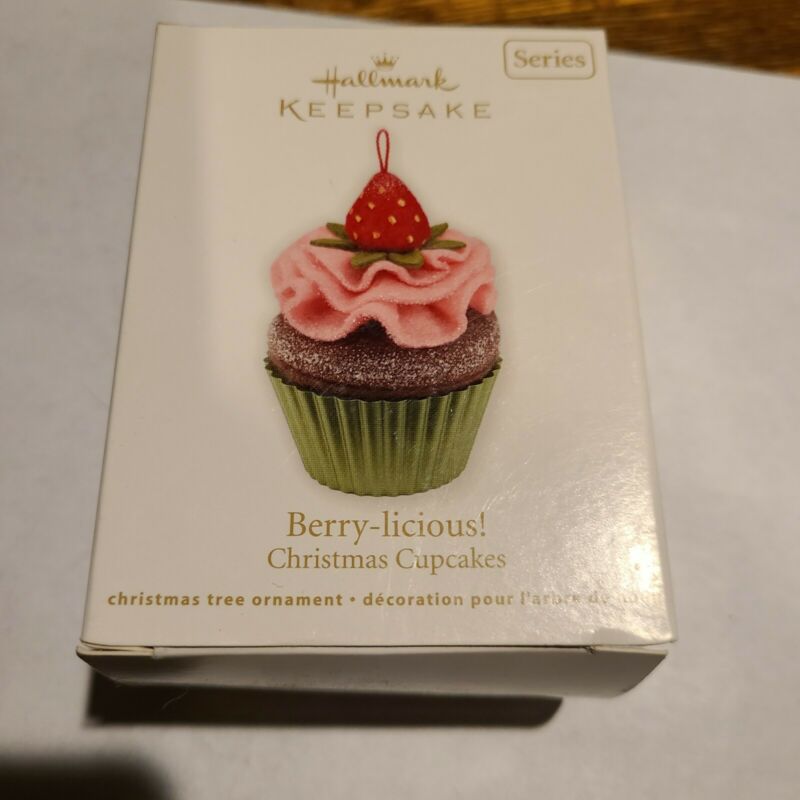 Hallmark
KEEPSAKE
Series
Berry-licious!
Christmas Cupcakes
christmas tree ornament • décoration pour l'arbre de